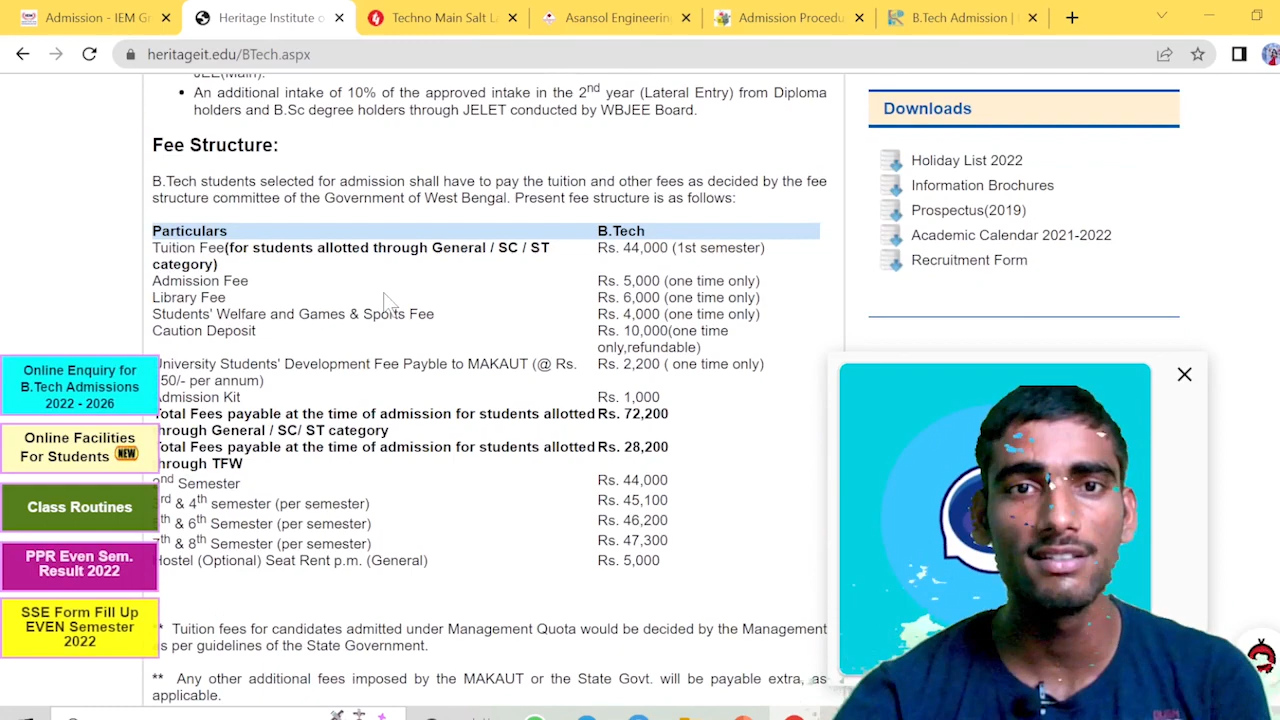 Admission - IEM Gr
Heritage Institute o
Techno Main Salt L
Asansol Engineerin
Admission Procedu
B.Tech Admission |
heritageit.edu/BTech.aspx
JEE(Main).
• An additional intake of 10% of the approved intake in the 2nd year (Lateral Entry) from Diploma
holders and B.Sc degree holders through JELET conducted by WBJEE Board.
Fee Structure:
B.Tech students selected for admission shall have to pay the tuition and other fees as decided by the fee
structure committee of the Government of West Bengal. Present fee structure is as follows:
Particulars B.Tech
Tuition Fee(for students allotted through General / SC / ST Rs. 44,000 (1st semester)
category)
Admission Fee Rs. 5,000 (one time only)
Library Fee Rs. 6,000 (one time only)
Students' Welfare and Games & Sports Fee Rs. 4,000 (one time only)
Caution Deposit Rs. 10,000(one time
only,refundable)
University Students' Development Fee Payble to MAKAUT (@ Rs. Rs. 2,200 ( one time only)
50/- per annum)
Admission Kit Rs. 1,000
Total Fees payable at the time of admission for students allotted Rs. 72,200
through General / SC/ ST category
Total Fees payable at the time of admission for students allotted Rs. 28,200
through TFW
2nd Semester Rs. 44,000
3rd & 4th semester (per semester) Rs. 45,100
th & 6th Semester (per semester) Rs. 46,200
th & 8th Semester (per semester) Rs. 47,300
Hostel (Optional) Seat Rent p.m. (General) Rs. 5,000
* Tuition fees for candidates admitted under Management Quota would be decided by the Management
as per guidelines of the State Government.
** Any other additional fees imposed by the MAKAUT or the State Govt. will be payable extra, as
applicable.
Online Enquiry for
B.Tech Admissions
2022 - 2026
Online Facilities
For Students NEW
Class Routines
PPR Even Sem.
Result 2022
SSE Form Fill Up
EVEN Semester
2022
Downloads
Holiday List 2022
Information Brochures
Prospectus(2019)
Academic Calendar 2021-2022
Recruitment Form